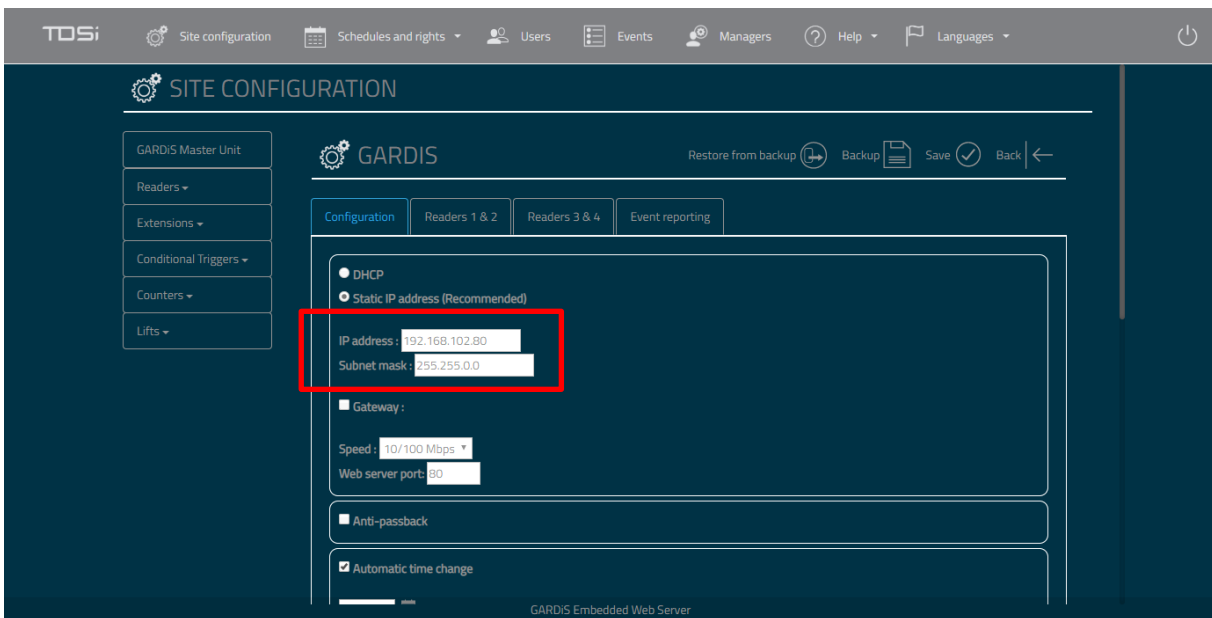 TDSi Site configuration Schedules and rights Users Events Managers Help Languages
SITE CONFIGURATION
GARDiS Master Unit
Readers
Extensions
Conditional Triggers
Counters
Lifts
GARDIS Restore from backup Backup Save Back
Configuration Readers 1 & 2 Readers 3 & 4 Event reporting
DHCP
Static IP address (Recommended)
IP address : 192.168.102.80
Subnet mask : 255.255.0.0
Gateway :
Speed : 10/100 Mbps
Web server port: 80
Anti-passback
Automatic time change
GARDiS Embedded Web Server